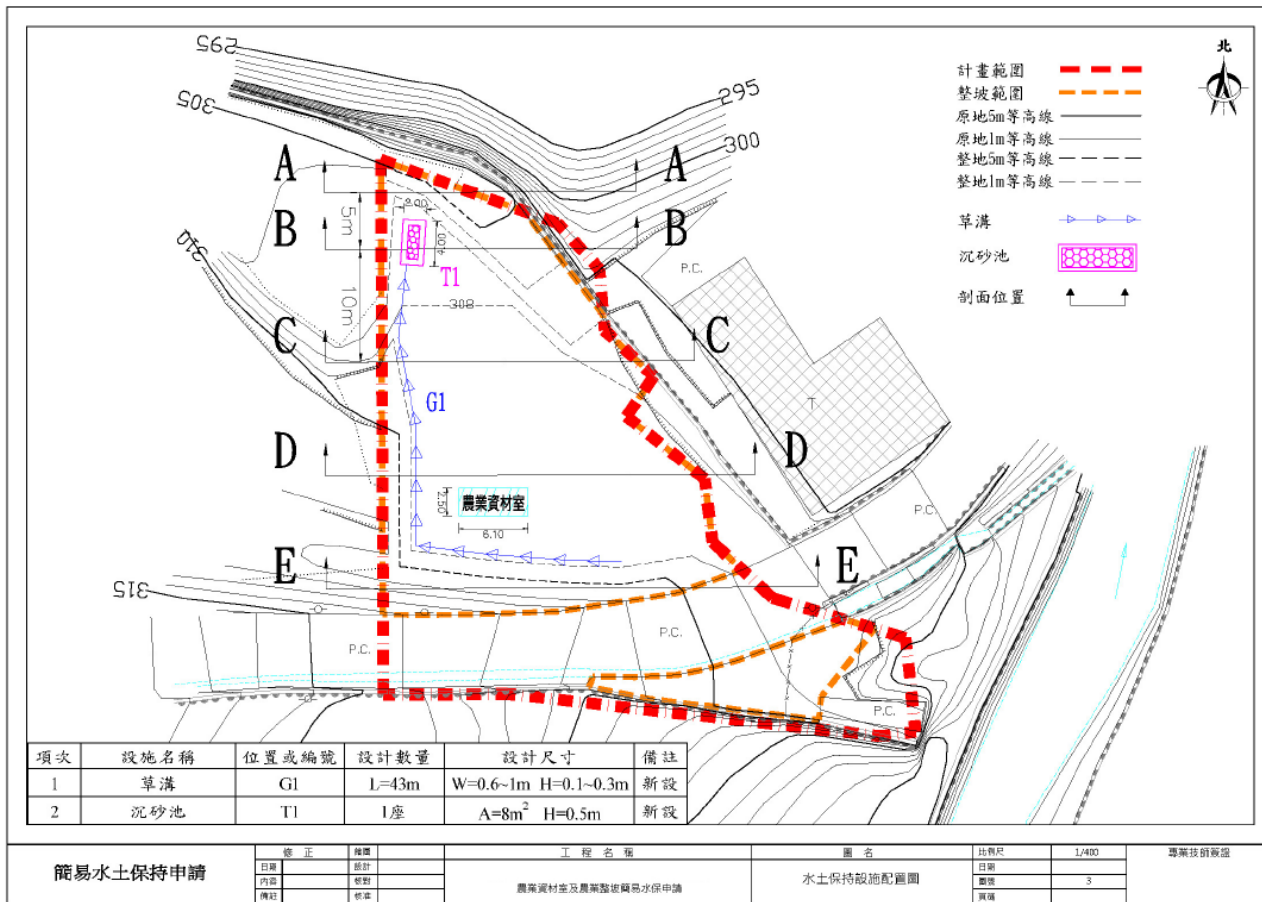 295
305
310
315
295
300
北
計畫範圍
整坡範圍
原地5m等高線
原地1m等高線
整地5m等高線
整地1m等高線
草溝
沉砂池
剖面位置
A A
B B
C C
D D
E E
5m
10m
2.00
4.00
T1
308
G1
P.C.
T
農業資材室
2.50
6.10
P.C.
P.C.
P.C.
P.C.
項次 設施名稱 位置或編號 設計數量 設計尺寸 備註
1 草溝 G1 L=43m W=0.6~1m H=0.1~0.3m 新設
2 沉砂池 T1 1座 A=8m² H=0.5m 新設
簡易水土保持申請
修正 繪圖 工程名稱 圖名 比例尺 1/400 專業技師簽證
日期 設計 農業資材室及農業整坡簡易水保申請 水土保持設施配置圖 日期
內容 校對 圖號 3
備註 校准 頁碼